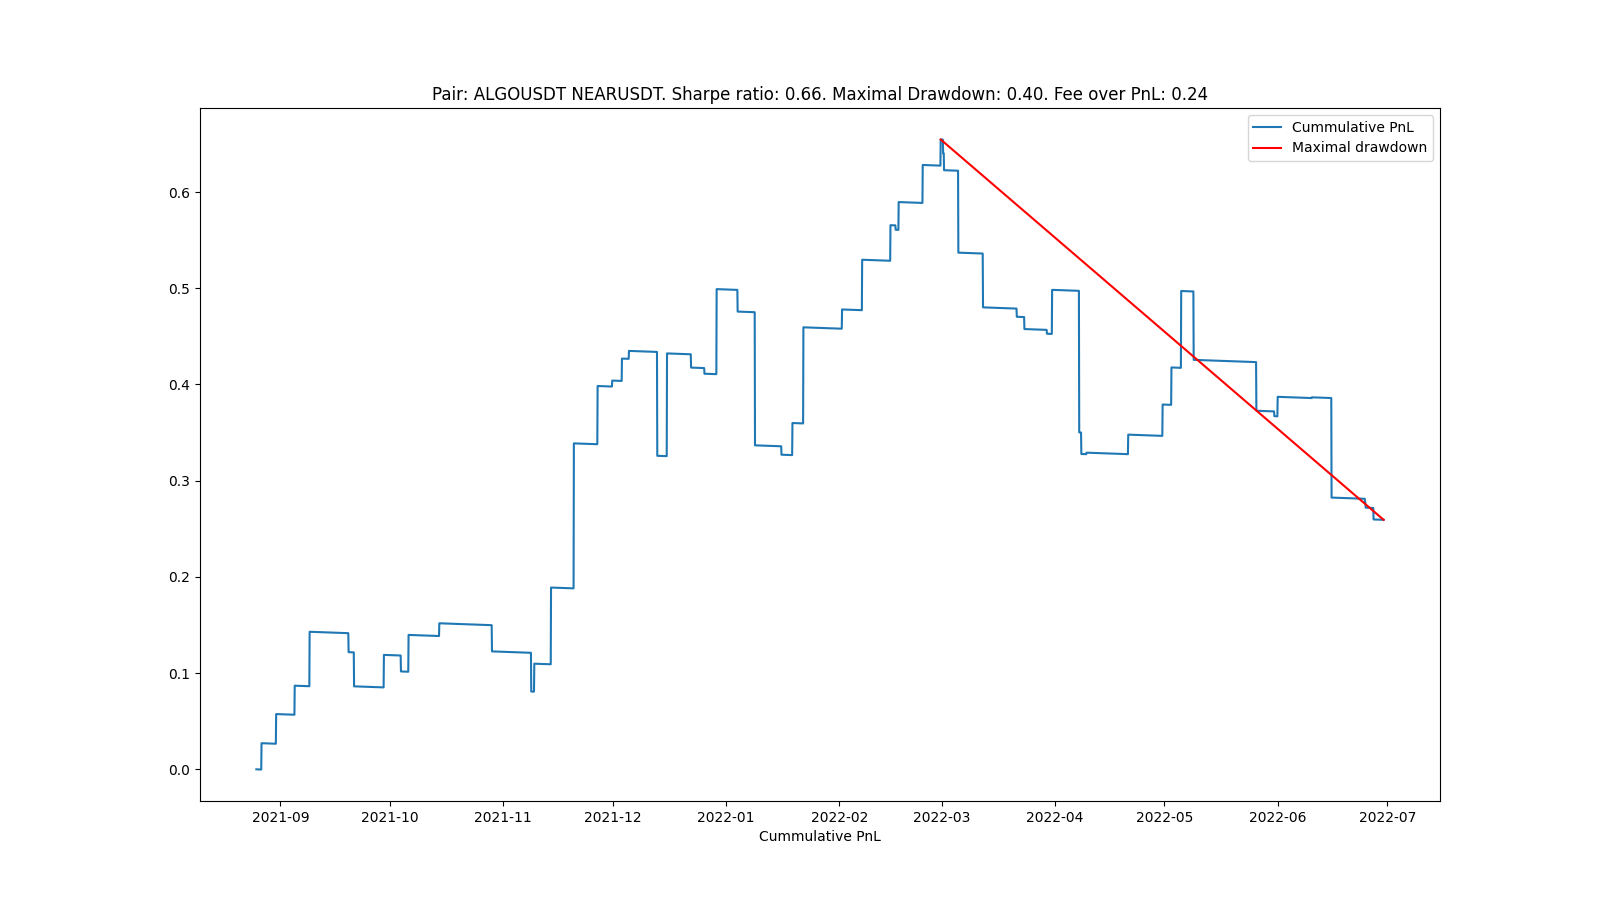 Pair: ALGOUSDT NEARUSDT. Sharpe ratio: 0.66. Maximal Drawdown: 0.40. Fee over PnL: 0.24
Cummulative PnL
Maximal drawdown
0.6
0.5
0.4
0.3
0.2
0.1
0.0
2021-09 2021-10 2021-11 2021-12 2022-01 2022-02 2022-03 2022-04 2022-05 2022-06 2022-07
Cummulative PnL